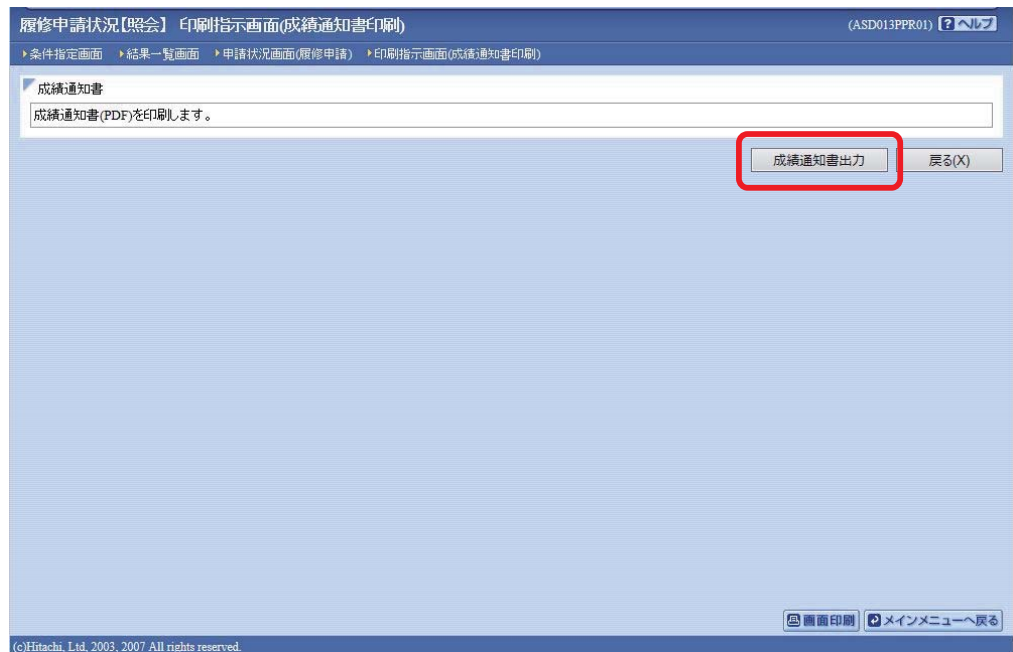 履修申請状況【照会】 印刷指示画面(成績通知書印刷) (ASD013PPR01) ?ヘルプ
条件指定画面 結果一覧画面 申請状況画面(履修申請) 印刷指示画面(成績通知書印刷)
成績通知書
成績通知書(PDF)を印刷します。
成績通知書出力 戻る(X)
画面印刷 メインメニューへ戻る
(c)Hitachi, Ltd, 2003, 2007 All rights reserved.